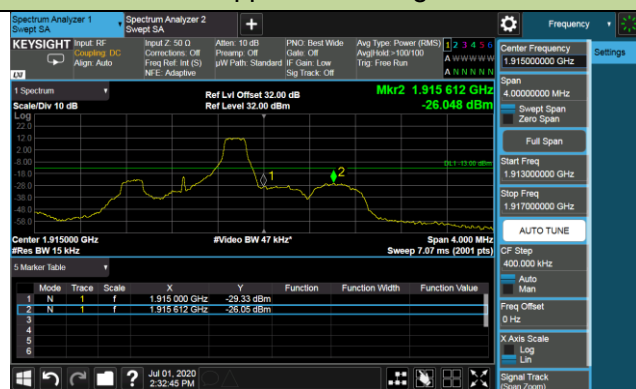 Spectrum Analyzer 1
Swept SA
Spectrum Analyzer 2
Swept SA
Frequency
KEYSIGHT
Input: RF
Coupling: DC
Align: Auto
Input Z: 50 Ω
Corrections: Off
Freq Ref: Int (S)
NFE: Adaptive
Atten: 10 dB
Preamp: Off
µW Path: Standard
PNO: Best Wide
Gate: Off
IF Gain: Low
Sig Track: Off
Avg Type: Power (RMS)
Avg|Hold:>100/100
Trig: Free Run
1 2 3 4 5 6
A W W W W W
A N N N N N
LXI
1 Spectrum
Scale/Div 10 dB
Log
Ref Lvl Offset 32.00 dB
Ref Level 32.00 dBm
Mkr2 1.915 612 GHz
-26.048 dBm
22.0
12.0
2.00
-8.00
-18.0
-28.0
-38.0
-48.0
-58.0
DL1 -13.00 dBm
1
2
Center 1.915000 GHz
#Res BW 15 kHz
#Video BW 47 kHz*
Span 4.000 MHz
Sweep 7.07 ms (2001 pts)
5 Marker Table
Mode Trace Scale X Y Function Function Width Function Value
1 N 1 f 1.915 000 GHz -29.33 dBm
2 N 1 f 1.915 612 GHz -26.05 dBm
3
4
5
6
Center Frequency
1.915000000 GHz
Settings
Span
4.00000000 MHz
Swept Span
Zero Span
Full Span
Start Freq
1.913000000 GHz
Stop Freq
1.917000000 GHz
AUTO TUNE
CF Step
400.000 kHz
Auto
Man
Freq Offset
0 Hz
X Axis Scale
Log
Lin
Signal Track
(Span Zoom)
?
Jul 01, 2020
2:32:45 PM